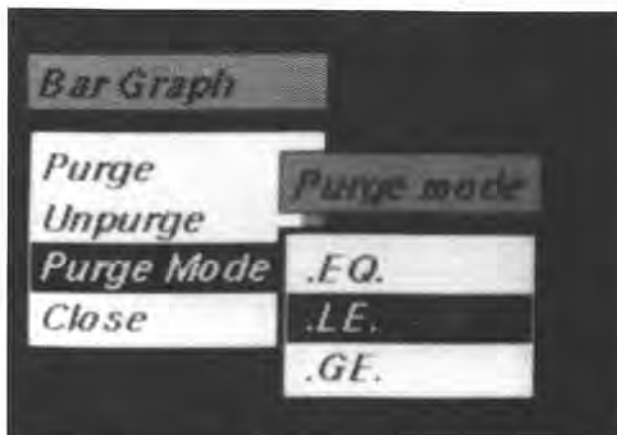 Bar Graph
Purge
Unpurge
Purge Mode
Close
Purge mode
.EQ.
.LE.
.GE.